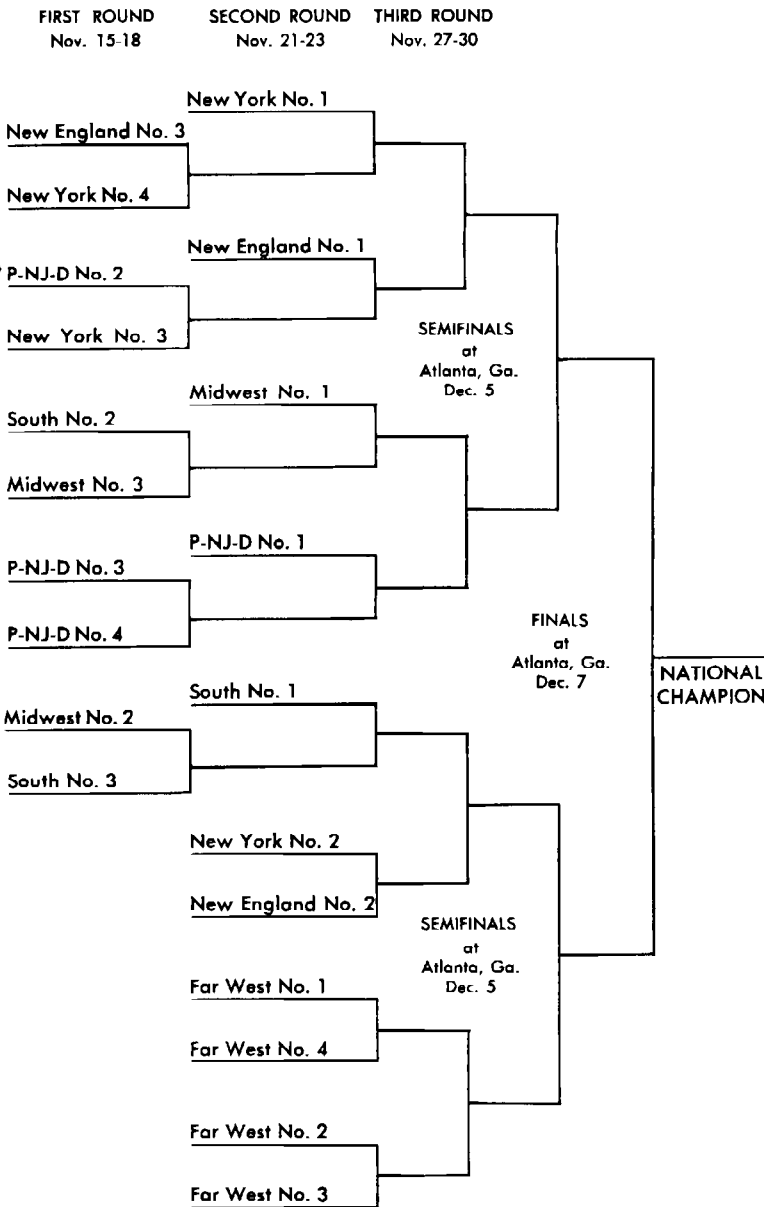 FIRST ROUND SECOND ROUND THIRD ROUND
Nov. 15-18 Nov. 21-23 Nov. 27-30
New York No. 1
New England No. 3
New York No. 4
New England No. 1
P-NJ-D No. 2
New York No. 3
SEMIFINALS
at
Atlanta, Ga.
Dec. 5
Midwest No. 1
South No. 2
Midwest No. 3
P-NJ-D No. 1
P-NJ-D No. 3
P-NJ-D No. 4
FINALS
at
Atlanta, Ga.
Dec. 7
NATIONAL
CHAMPION
South No. 1
Midwest No. 2
South No. 3
New York No. 2
New England No. 2
SEMIFINALS
at
Atlanta, Ga.
Dec. 5
Far West No. 1
Far West No. 4
Far West No. 2
Far West No. 3